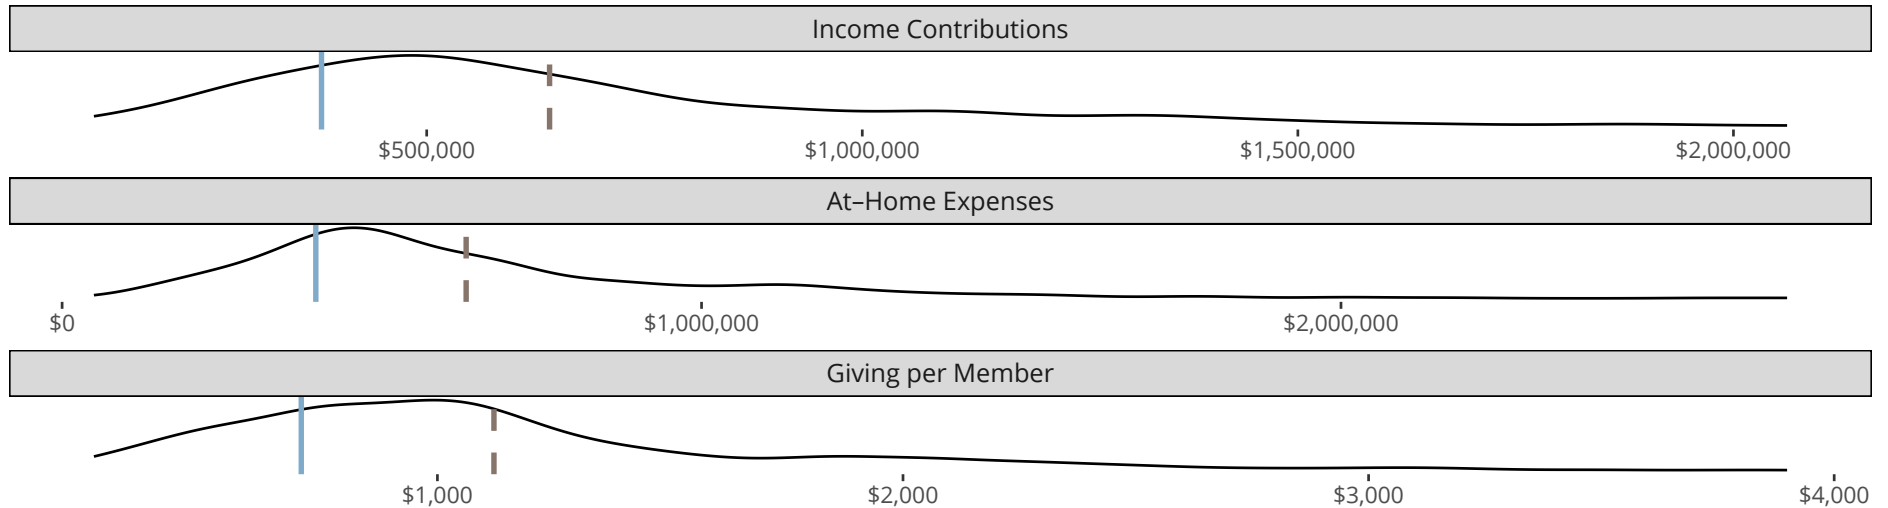 Income Contributions
$500,000 $1,000,000 $1,500,000 $2,000,000
At–Home Expenses
$0 $1,000,000 $2,000,000
Giving per Member
$1,000 $2,000 $3,000 $4,000